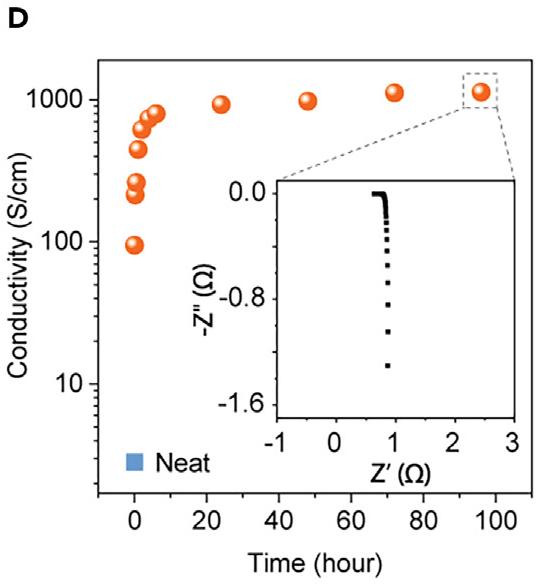 D
Conductivity (S/cm)
1000
100
10
Neat
0 20 40 60 80 100
Time (hour)
-Z'' (Ω)
0.0
-0.8
-1.6
-1 0 1 2 3
Z' (Ω)